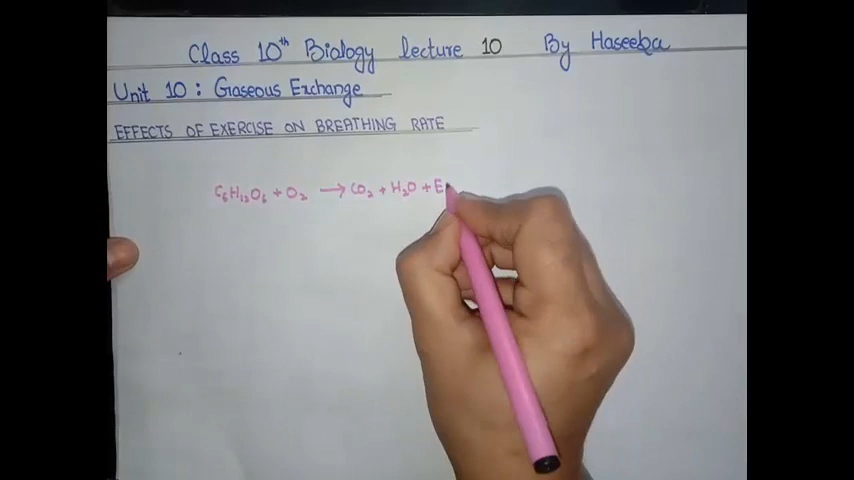 Class 10th Biology lecture 10 By Haseeba
Unit 10 : Gaseous Exchange
EFFECTS OF EXERCISE ON BREATHING RATE
C6H12O6 + O2 → CO2 + H2O + E